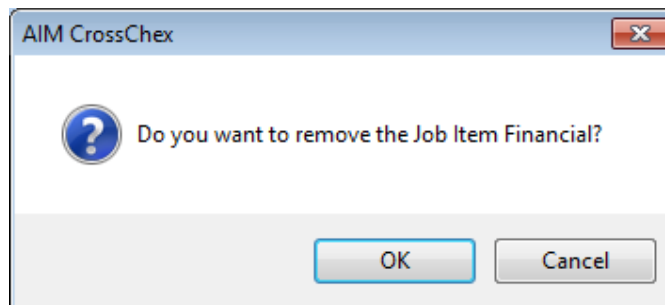 AIM CrossChex
Do you want to remove the Job Item Financial?
OK
Cancel